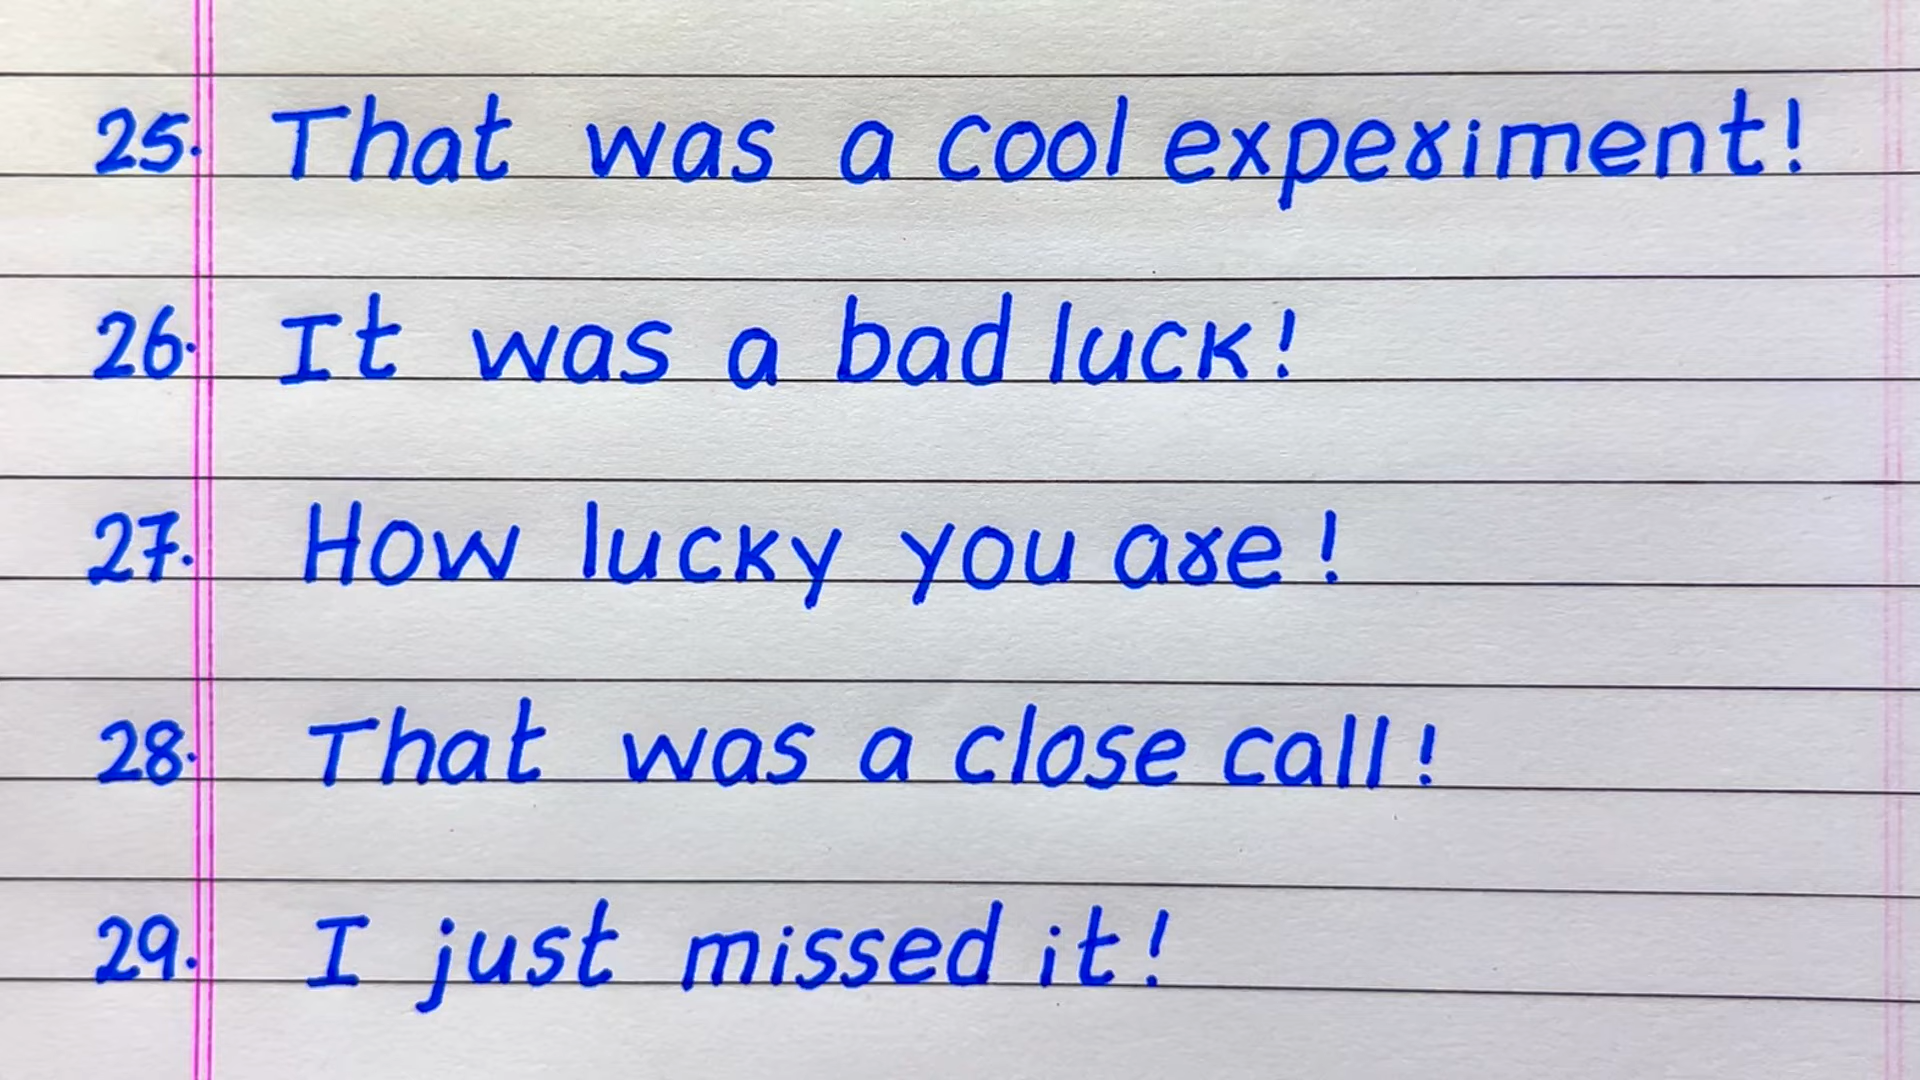 25. That was a cool experiment!
26. It was a bad luck!
27. How lucky you are!
28. That was a close call!
29. I just missed it!